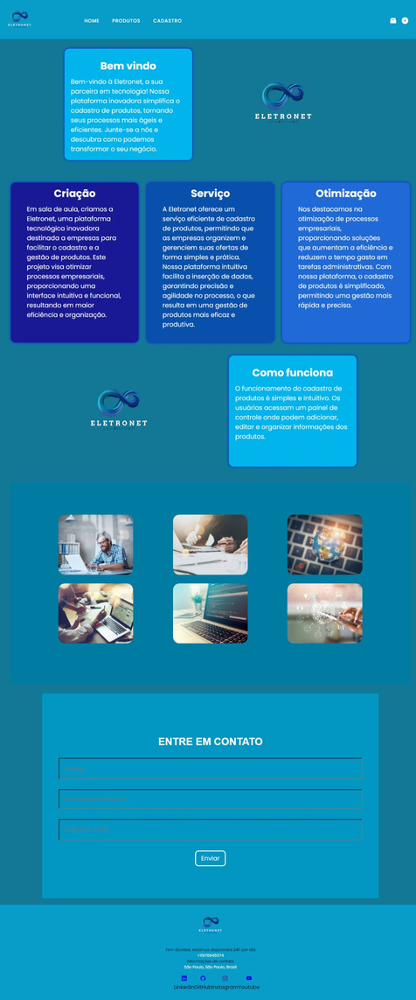 ELETRONET
HOME PRODUTOS CADASTRO
Bem vindo
Bem-vindo à Eletronet, a sua
parceira em tecnologia! Nossa
plataforma inovadora simplifica o
cadastro de produtos, tornando
seus processos mais ágeis e
eficientes. Junte-se a nós e
descubra como podemos
transformar o seu negócio.
ELETRONET
Criação
Em sala de aula, criamos a
Eletronet, uma plataforma
tecnológica inovadora
destinada a empresas para
facilitar o cadastro e a
gestão de produtos. Este
projeto visa otimizar
processos empresariais,
proporcionando uma
interface intuitiva e funcional,
resultando em maior
eficiência e organização.
Serviço
A Eletronet oferece um
serviço eficiente de cadastro
de produtos, permitindo que
as empresas organizem e
gerenciem suas ofertas de
forma simples e prática.
Nossa plataforma intuitiva
facilita a inserção de dados,
garantindo precisão e
agilidade no processo, o que
resulta em uma gestão de
produtos mais eficaz e
produtiva.
Otimização
Nos destacamos na
otimização de processos
empresariais,
proporcionando soluções
que aumentam a eficiência e
reduzem o tempo gasto em
tarefas administrativas. Com
nossa plataforma, o cadastro
de produtos é simplificado,
permitindo uma gestão mais
rápida e precisa.
ELETRONET
Como funciona
O funcionamento do cadastro de
produtos é simples e intuitivo. Os
usuários acessam um painel de
controle onde podem adicionar,
editar e organizar informações dos
produtos.
ENTRE EM CONTATO
Enviar
ELETRONET
Tem dúvidas, estamos disponíveis 24h por dia.
+9976646574
Informações de contato:
São Paulo, São Paulo, Brasil
LinkedInGitHubInstagramYoutube